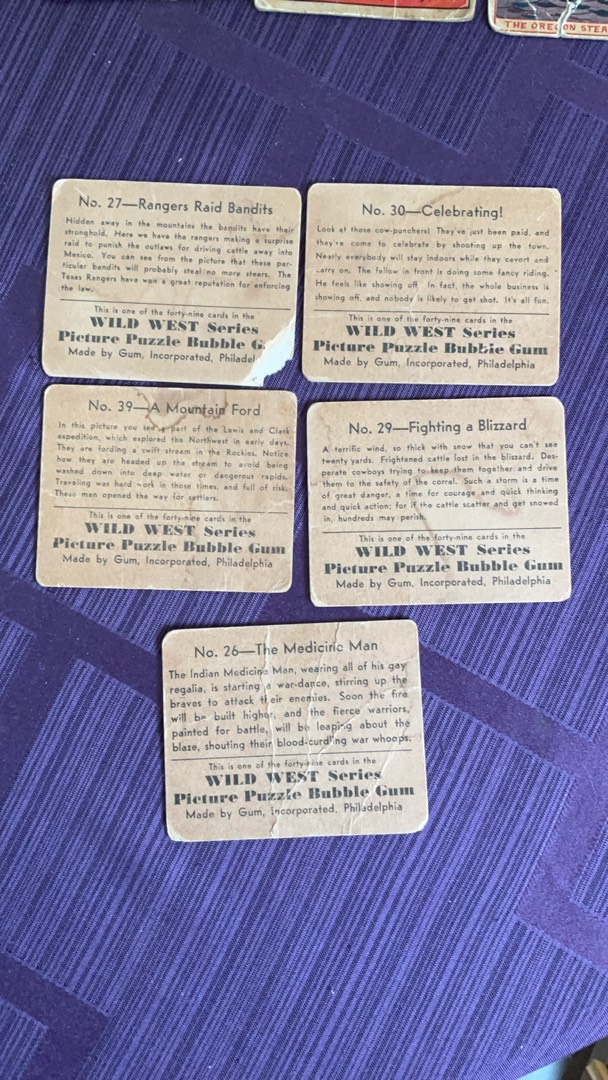 THE OREGON STEA
No. 27—Rangers Raid Bandits
Hidden away in the mountains the bandits have their
stronghold. Here we have the rangers making a surprise
raid to punish the outlaws for driving cattle away into
Mexico. You can see from the picture that these par-
ticular bandits will probably steal no more steers. The
Texas Rangers have won a great reputation for enforcing
the law.
This is one of the forty-nine cards in the
WILD WEST Series
Picture Puzzle Bubble G
Made by Gum, Incorporated, Philadel
No. 30—Celebrating!
Look at those cow-punchers! They've just been paid, and
they've come to celebrate by shooting up the town.
Nearly everybody will stay indoors while they cavort and
carry on. The fellow in front is doing some fancy riding.
He feels like showing off. In fact, the whole business is
showing off, and nobody is likely to get shot. It's all fun.
This is one of the forty-nine cards in the
WILD WEST Series
Picture Puzzle Bubble Gum
Made by Gum, Incorporated, Philadelphia
No. 39—A Mountain Ford
In this picture you see a part of the Lewis and Clark
expedition, which explored the Northwest in early days.
They are fording a swift stream in the Rockies. Notice
how they are headed up the stream to avoid being
washed down into deep water or dangerous rapids.
Traveling was hard work in those times, and full of risk.
These men opened the way for settlers.
This is one of the forty-nine cards in the
WILD WEST Series
Picture Puzzle Bubble Gum
Made by Gum, Incorporated, Philadelphia
No. 29—Fighting a Blizzard
A terrific wind, so thick with snow that you can't see
twenty yards. Frightened cattle lost in the blizzard. Des-
perate cowboys trying to keep them together and drive
them to the safety of the corral. Such a storm is a time
of great danger, a time for courage and quick thinking
and quick action; for if the cattle scatter and get snowed
in, hundreds may perish.
This is one of the forty-nine cards in the
WILD WEST Series
Picture Puzzle Bubble Gum
Made by Gum, Incorporated, Philadelphia
No. 26—The Medicine Man
The Indian Medicine Man, wearing all of his gay
regalia, is starting a war-dance, stirring up the
braves to attack their enemies. Soon the fire
will be built higher, and the fierce warriors,
painted for battle, will be leaping about the
blaze, shouting their blood-curdling war whoops.
This is one of the forty-nine cards in the
WILD WEST Series
Picture Puzzle Bubble Gum
Made by Gum, Incorporated, Philadelphia